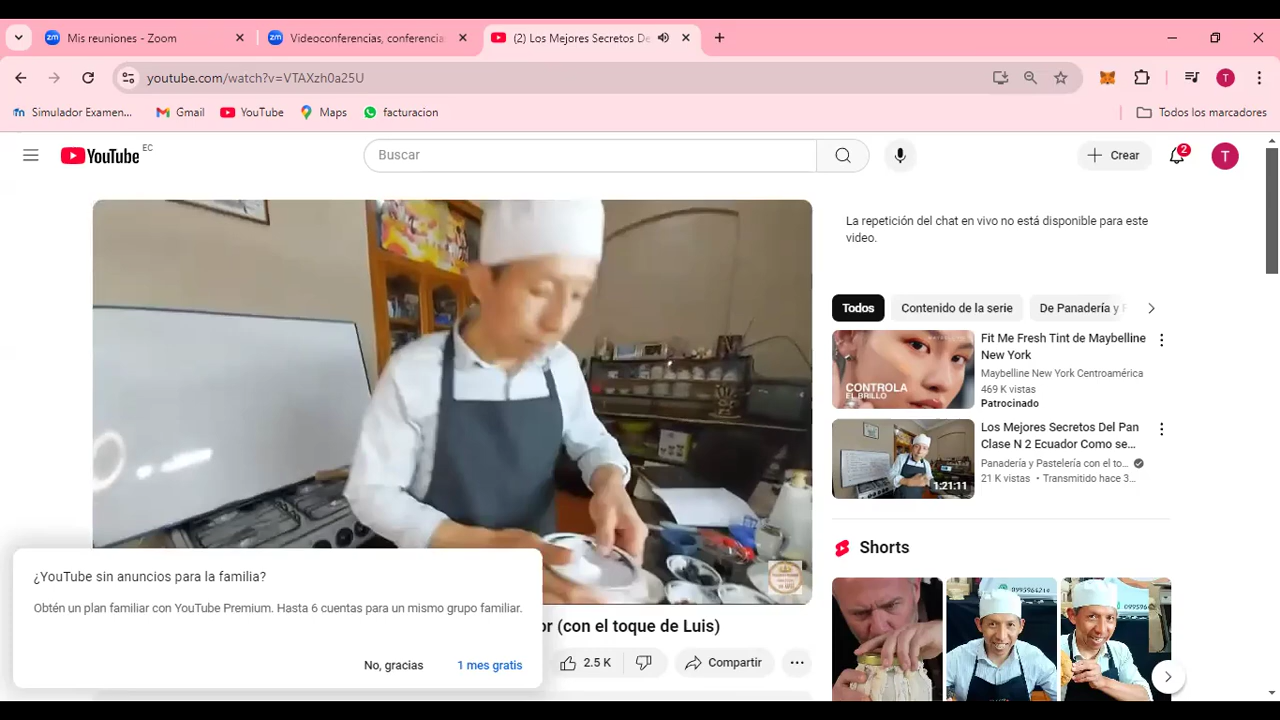 Mis reuniones - Zoom
Videoconferencias, conferencia
(2) Los Mejores Secretos De
youtube.com/watch?v=VTAXzh0a25U
T
Simulador Examen...
Gmail
YouTube
Maps
facturacion
Todos los marcadores
YouTube EC
Buscar
Crear
2
T
La repetición del chat en vivo no está disponible para este
video.
Todos
Contenido de la serie
De Panadería y
CONTROLA
EL BRILLO
Fit Me Fresh Tint de Maybelline
New York
Maybelline New York Centroamérica
469 K vistas
Patrocinado
1:21:11
Los Mejores Secretos Del Pan
Clase N 2 Ecuador Como se...
Panadería y Pastelería con el to...
21 K vistas • Transmitido hace 3...
Shorts
0995964214
¿YouTube sin anuncios para la familia?
Obtén un plan familiar con YouTube Premium. Hasta 6 cuentas para un mismo grupo familiar.
No, gracias
1 mes gratis
or (con el toque de Luis)
2.5 K
Compartir